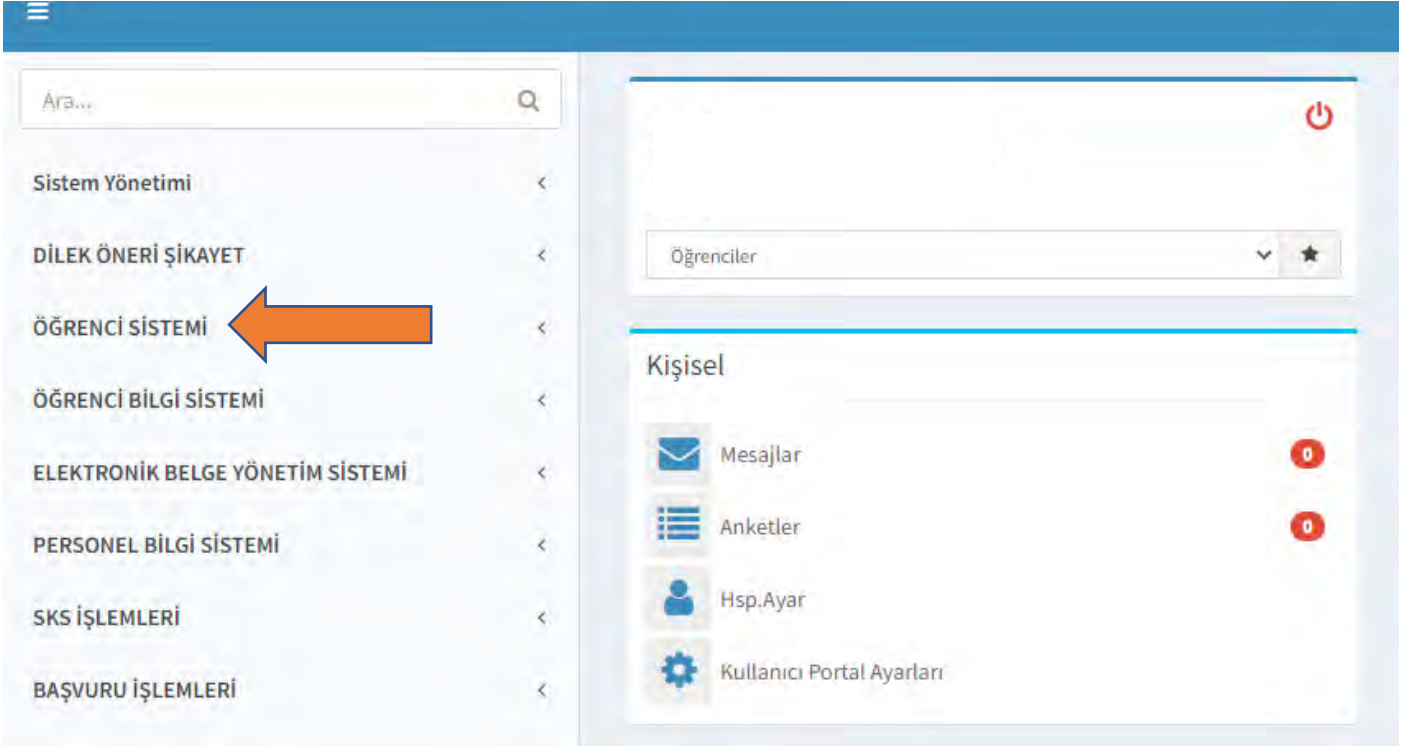 Ara...
Sistem Yönetimi
DİLEK ÖNERİ ŞİKAYET
ÖĞRENCİ SİSTEMİ
ÖĞRENCİ BİLGİ SİSTEMİ
ELEKTRONİK BELGE YÖNETİM SİSTEMİ
PERSONEL BİLGİ SİSTEMİ
SKS İŞLEMLERİ
BAŞVURU İŞLEMLERİ
Öğrenciler
Kişisel
Mesajlar 0
Anketler 0
Hsp.Ayar
Kullanıcı Portal Ayarları